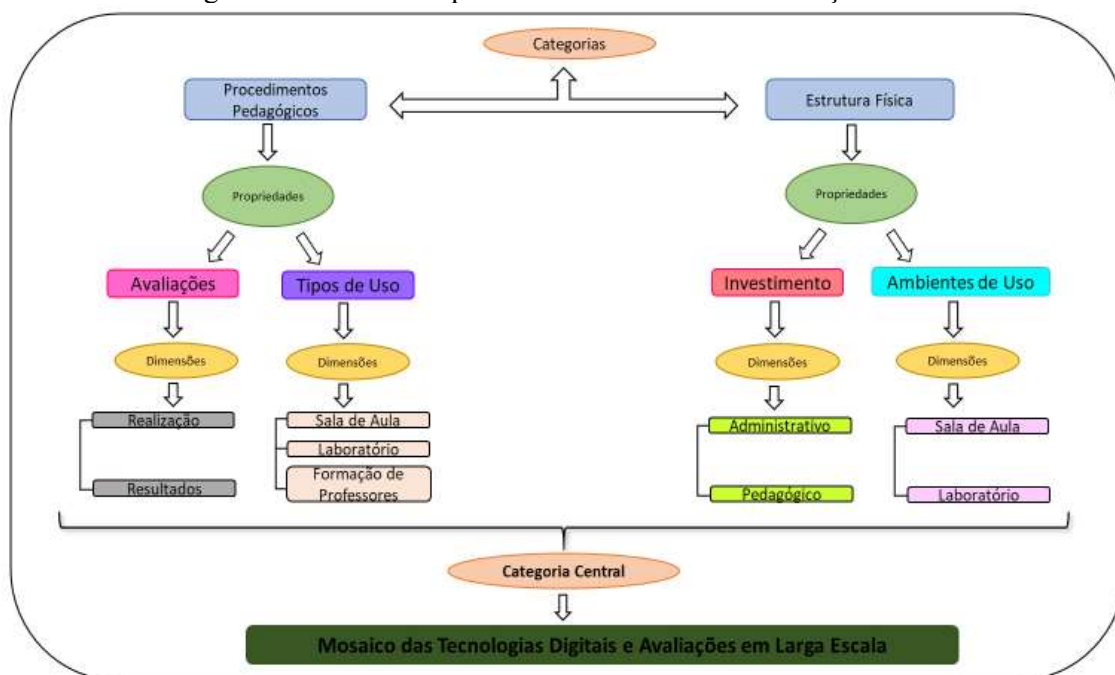 Categorias
Procedimentos
Pedagógicos
Estrutura Física
Propriedades
Propriedades
Avaliações
Tipos de Uso
Investimento
Ambientes de Uso
Dimensões
Dimensões
Dimensões
Dimensões
Realização
Sala de Aula
Administrativo
Sala de Aula
Laboratório
Formação de
Professores
Resultados
Pedagógico
Laboratório
Categoria Central
Mosaico das Tecnologias Digitais e Avaliações em Larga Escala